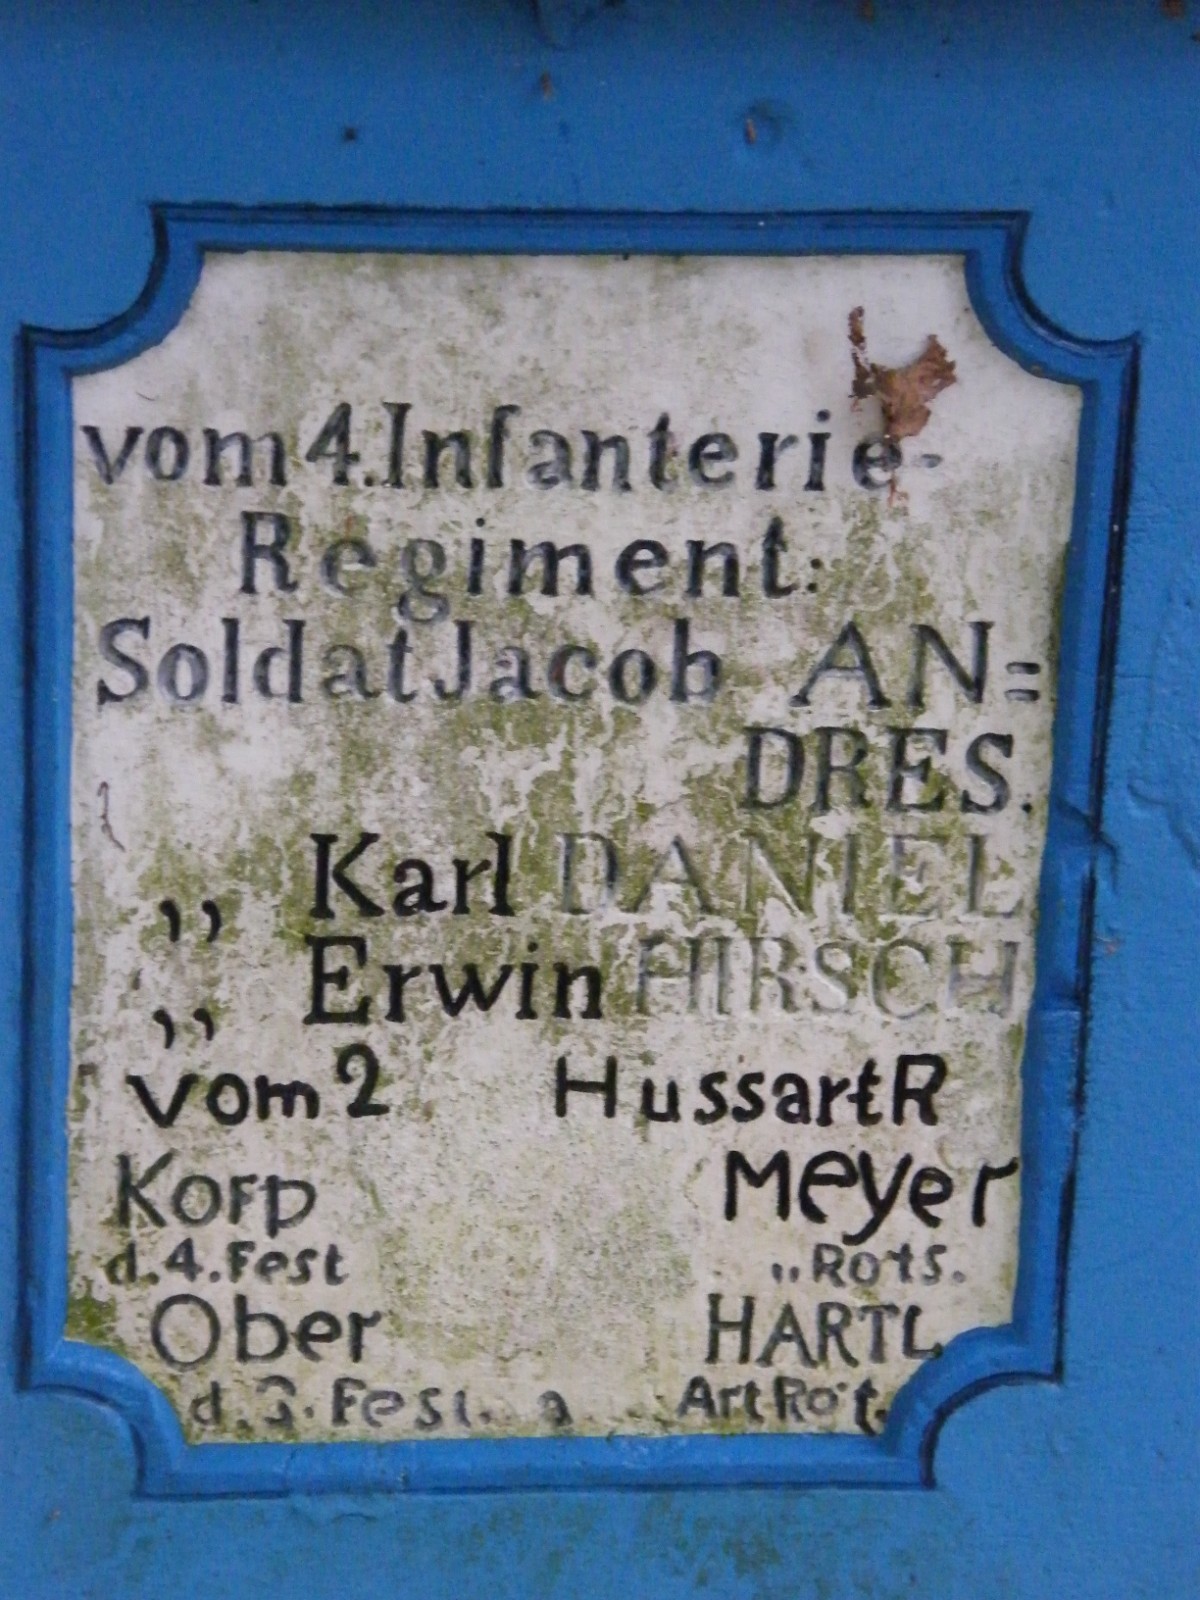 vom 4. Infanterie-
Regiment:
Soldat Jacob AN=
DRES.
,, Karl DANIEL
,, Erwin HIRSCH
vom 2 HussartR
Korp Meyer
d.4.Fest „Rots.
Ober HARTL
d.3.Fest. a ArtRot.